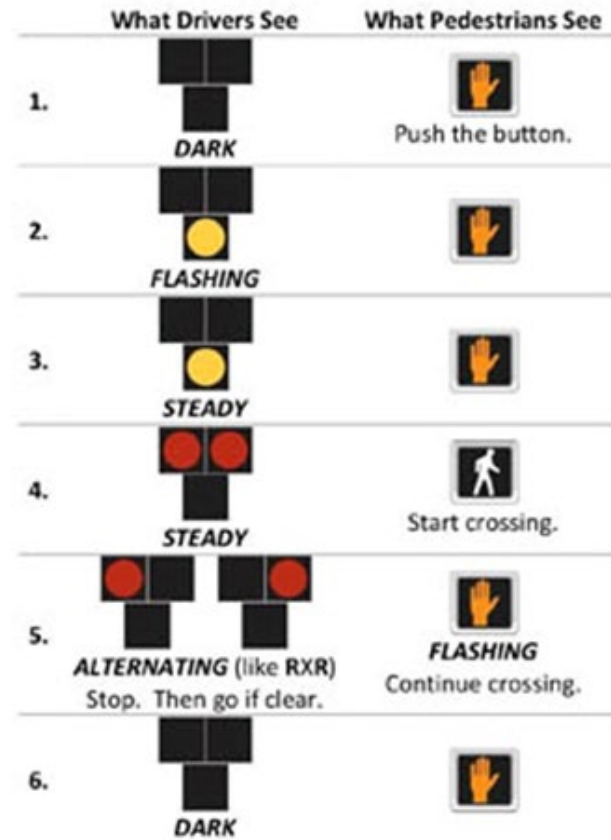 What Drivers See What Pedestrians See
1.
Push the button.
DARK
2.
FLASHING
3.
STEADY
4.
Start crossing.
STEADY
5.
ALTERNATING (like RXR) FLASHING
Stop. Then go if clear. Continue crossing.
6.
DARK